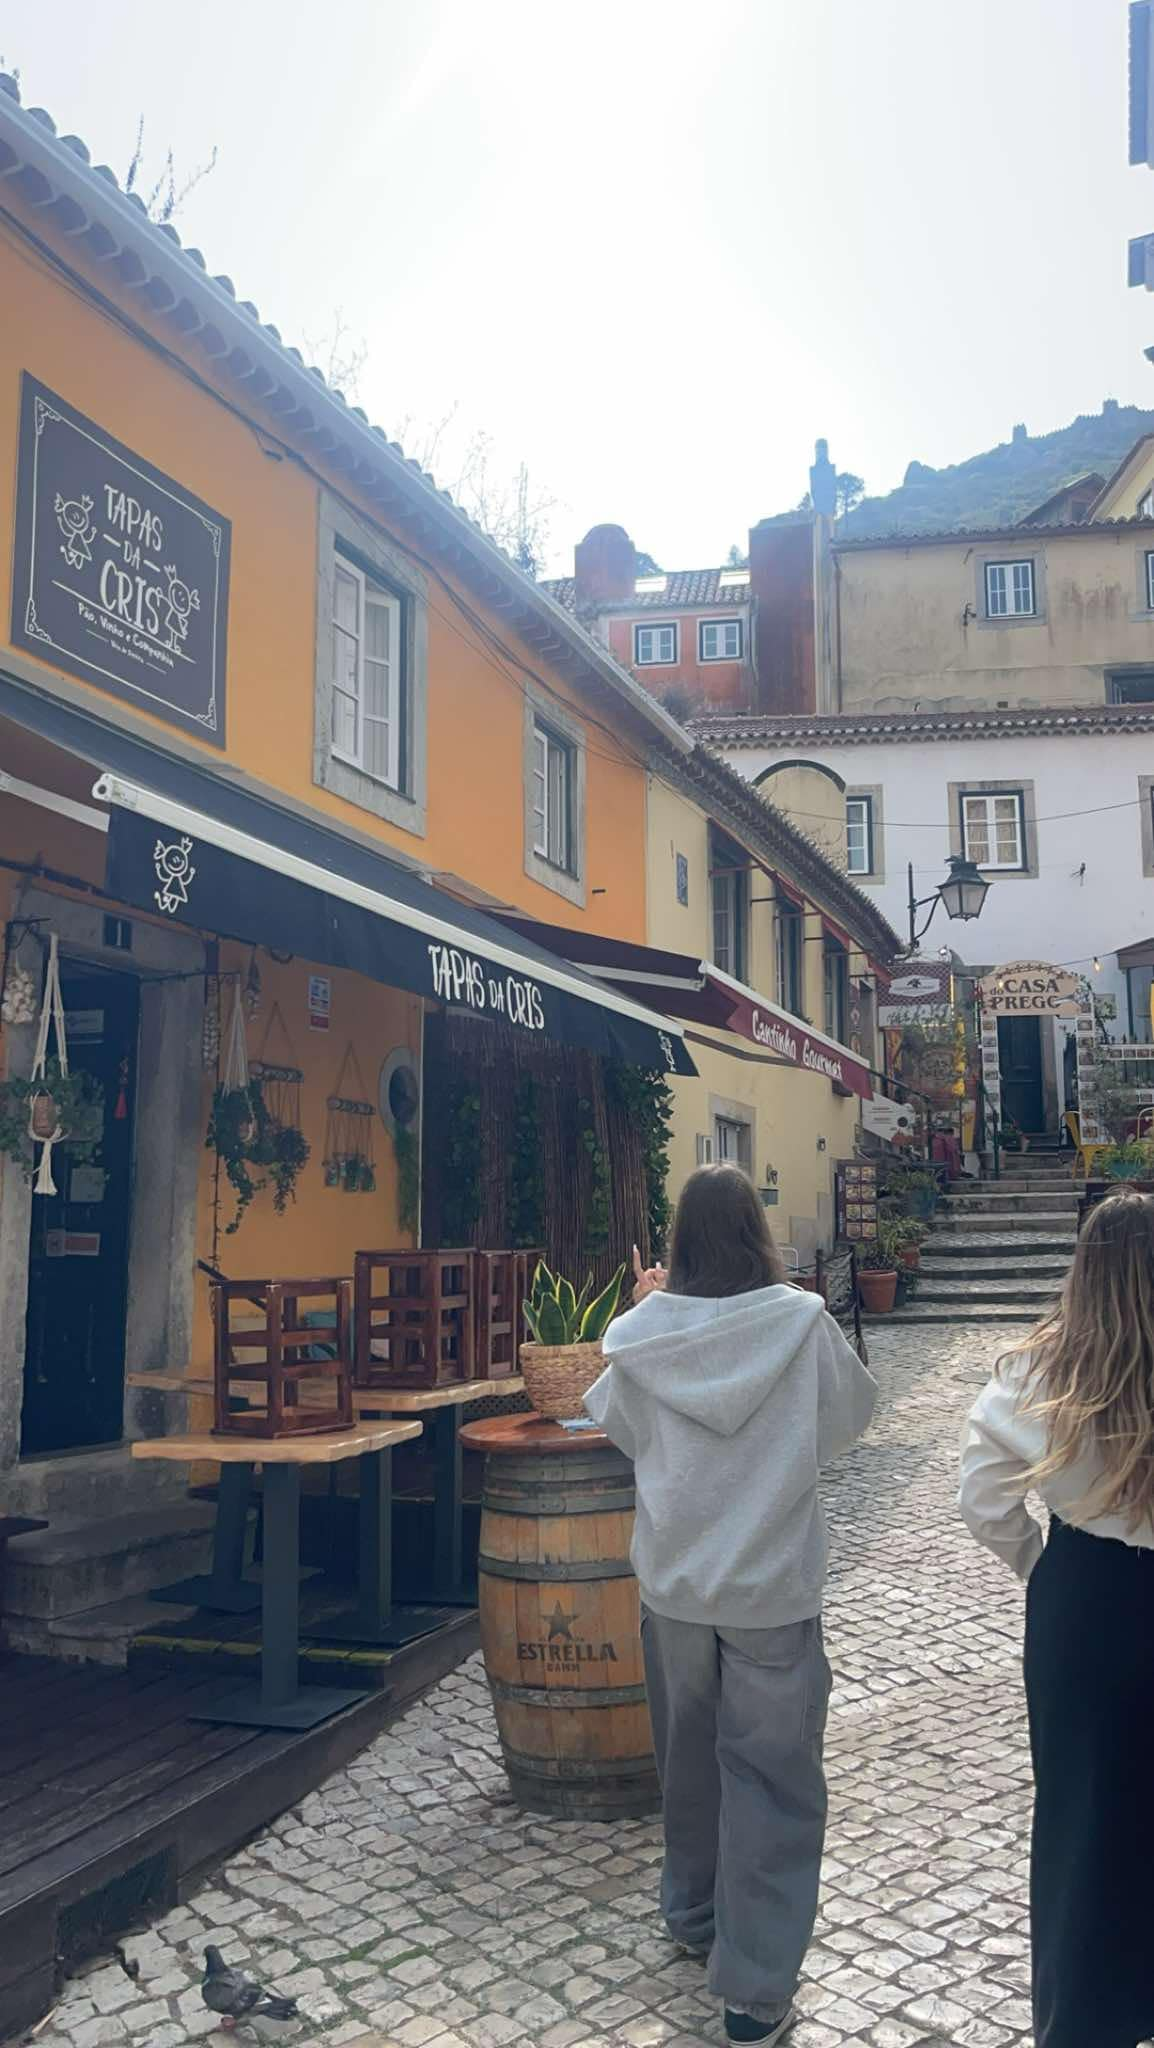 TAPAS
DA
CRIS
Pão, Vinho e Companhia
TAPAS DA CRIS
Cantinho Gourmet
CASA
do
PREGO
ESTRELLA
DAMM